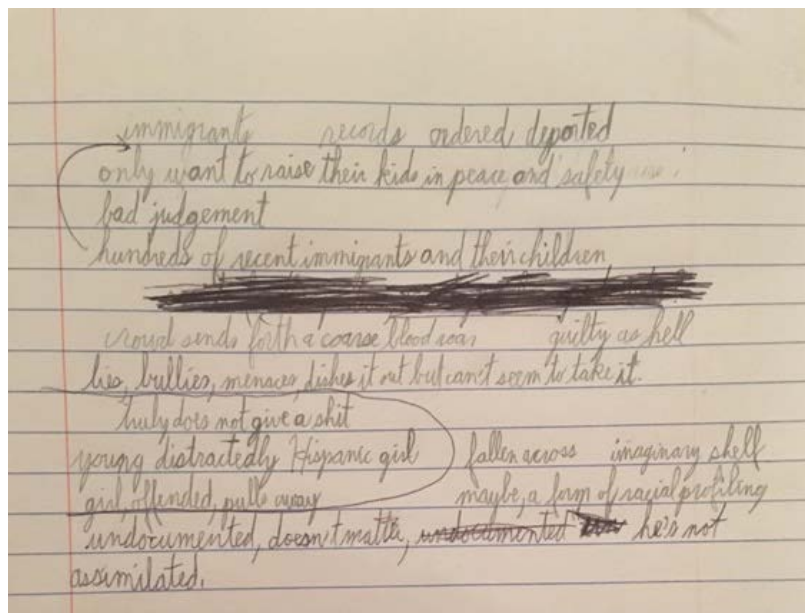 immigrants records ordered deported
only want to raise their kids in peace and safety
bad judgement
hundreds of recent immigrants and their children
crowd sends forth a coarse blood roar guilty as hell
lies, bullies, menaces, dishes it out but can't seem to take it.
truly does not give a shit
young distractedly Hispanic girl fallen across imaginary shelf
girl, offended, pulls away maybe, a form of racial profiling
undocumented, doesn't matter, undocumented he's not
assimilated.